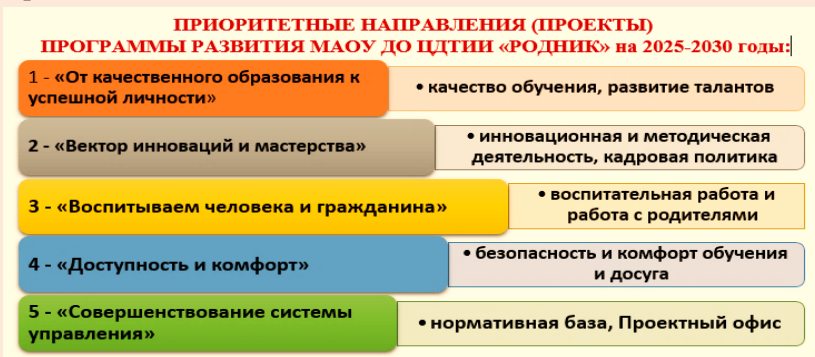 ПРИОРИТЕТНЫЕ НАПРАВЛЕНИЯ (ПРОЕКТЫ)
ПРОГРАММЫ РАЗВИТИЯ МАОУ ДО ЦДТИИ «РОДНИК» на 2025-2030 годы:
1 - «От качественного образования к
успешной личности»
• качество обучения, развитие талантов
2 - «Вектор инноваций и мастерства»
• инновационная и методическая
деятельность, кадровая политика
3 - «Воспитываем человека и гражданина»
• воспитательная работа и
работа с родителями
4 - «Доступность и комфорт»
• безопасность и комфорт обучения
и досуга
5 - «Совершенствование системы
управления»
• нормативная база, Проектный офис